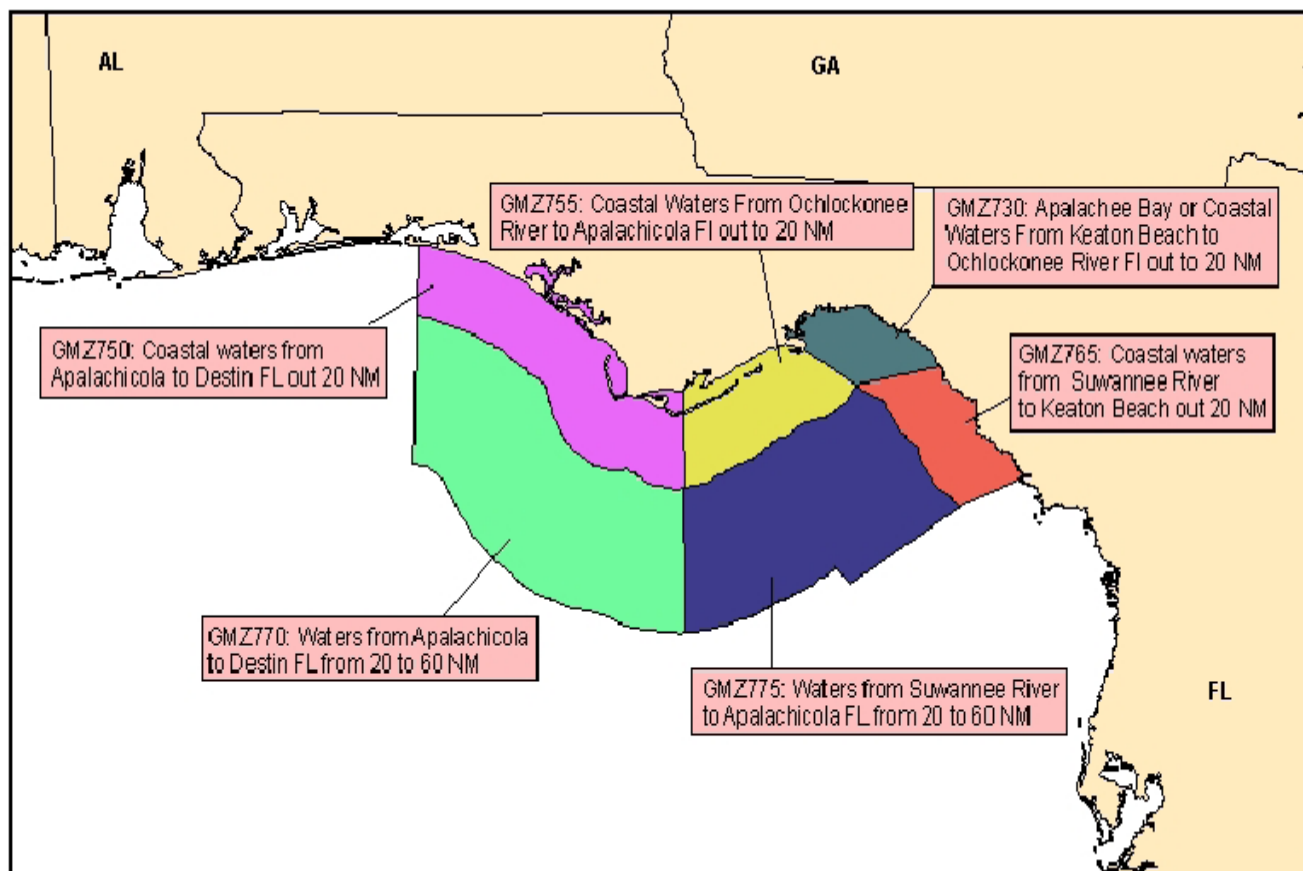 AL
GA
GMZ755: Coastal Waters From Ochlockonee
River to Apalachicola Fl out to 20 NM
GMZ730: Apalachee Bay or Coastal
Waters From Keaton Beach to
Ochlockonee River Fl out to 20 NM
GMZ750: Coastal waters from
Apalachicola to Destin FL out 20 NM
GMZ765: Coastal waters
from Suwannee River
to Keaton Beach out 20 NM
GMZ770: Waters from Apalachicola
to Destin FL from 20 to 60 NM
GMZ775: Waters from Suwannee River
to Apalachicola FL from 20 to 60 NM
FL